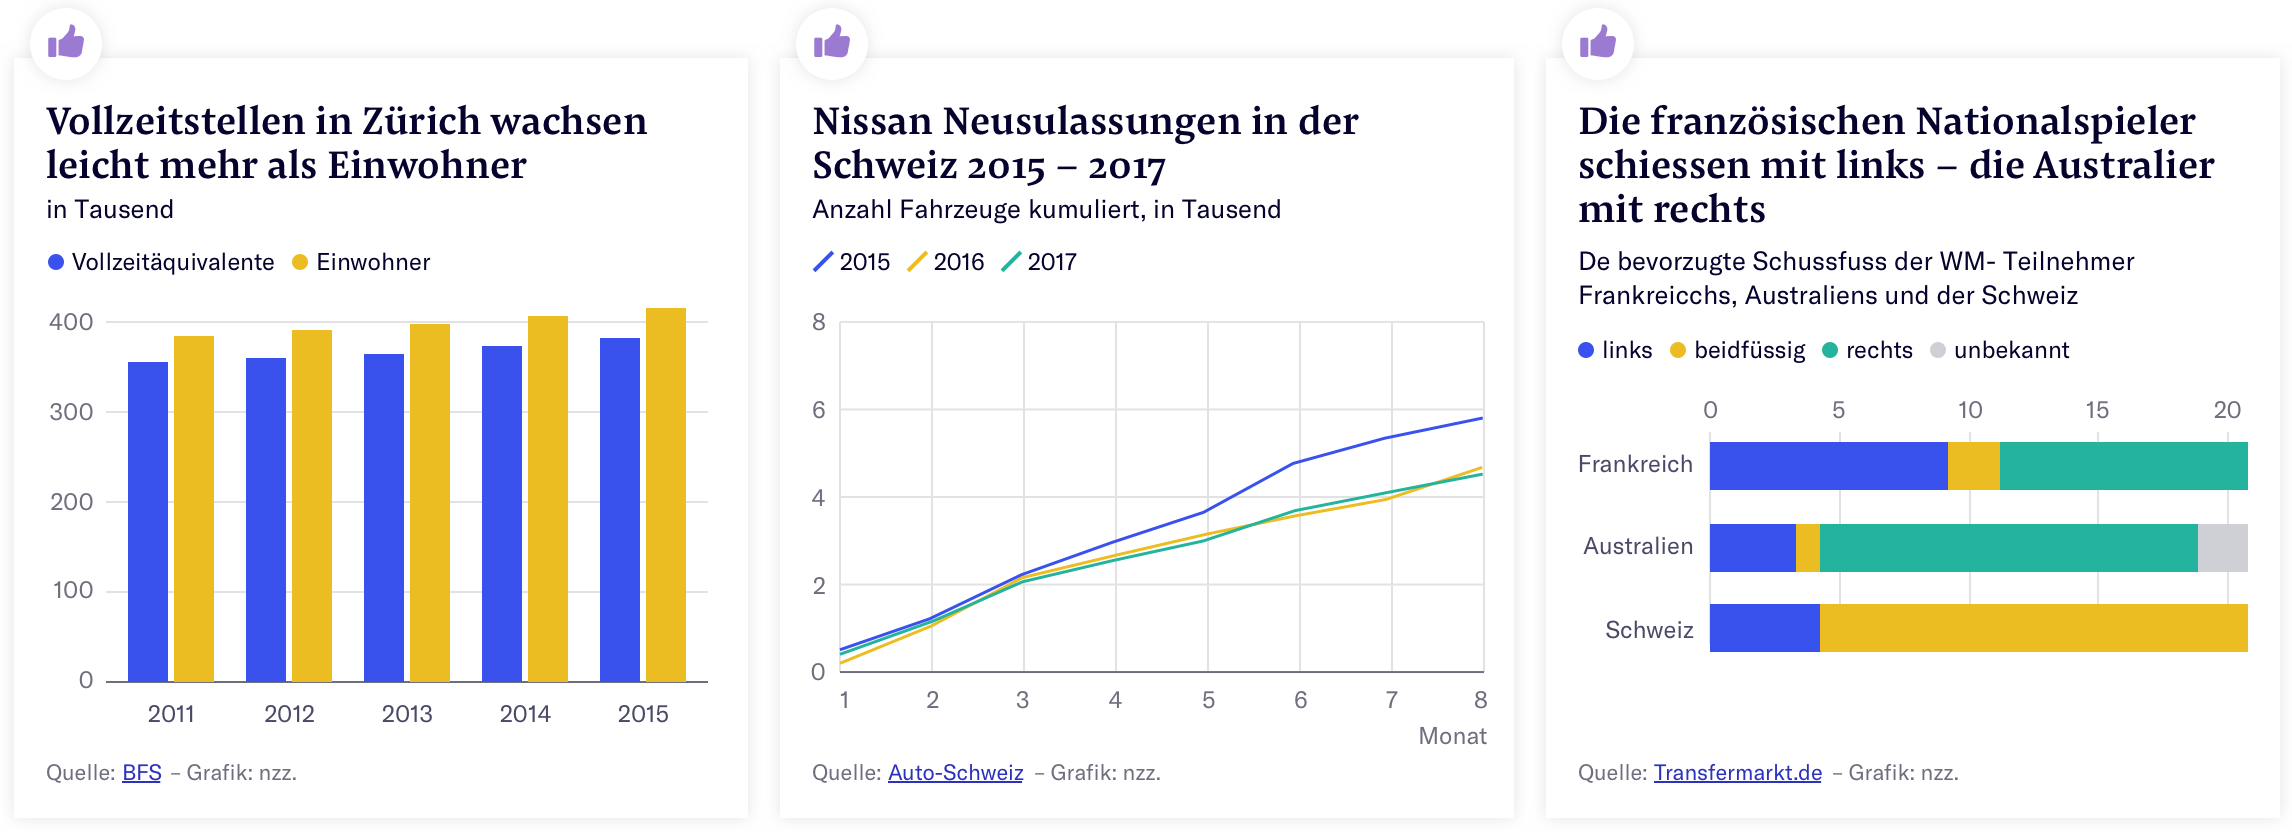 Vollzeitstellen in Zürich wachsen
leicht mehr als Einwohner
in Tausend
Vollzeitäquivalente Einwohner
400
300
200
100
0
2011 2012 2013 2014 2015
Quelle: BFS – Grafik: nzz.
Nissan Neusulassungen in der
Schweiz 2015 – 2017
Anzahl Fahrzeuge kumuliert, in Tausend
2015 2016 2017
8
6
4
2
0
1 2 3 4 5 6 7 8
Monat
Quelle: Auto-Schweiz – Grafik: nzz.
Die französischen Nationalspieler
schiessen mit links – die Australier
mit rechts
De bevorzugte Schussfuss der WM- Teilnehmer
Frankreicchs, Australiens und der Schweiz
links beidfüssig rechts unbekannt
0 5 10 15 20
Frankreich
Australien
Schweiz
Quelle: Transfermarkt.de – Grafik: nzz.